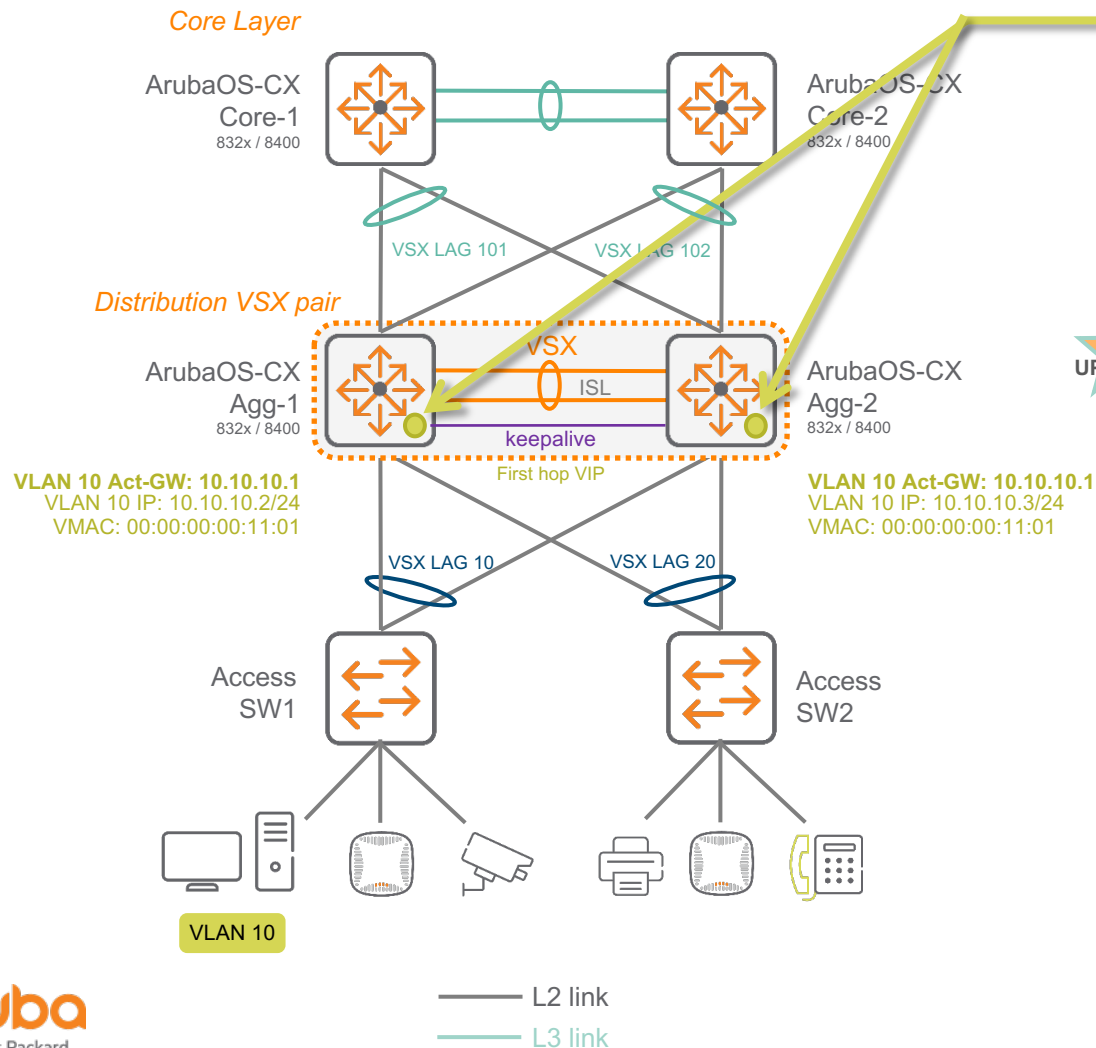 Core Layer
ArubaOS-CX
Core-1
832x / 8400
ArubaOS-CX
Core-2
832x / 8400
VSX LAG 101
VSX LAG 102
Distribution VSX pair
ArubaOS-CX
Agg-1
832x / 8400
VSX
ISL
keepalive
ArubaOS-CX
Agg-2
832x / 8400
First hop VIP
VLAN 10 Act-GW: 10.10.10.1
VLAN 10 IP: 10.10.10.2/24
VMAC: 00:00:00:00:11:01
VLAN 10 Act-GW: 10.10.10.1
VLAN 10 IP: 10.10.10.3/24
VMAC: 00:00:00:00:11:01
VSX LAG 10
VSX LAG 20
Access
SW1
Access
SW2
VLAN 10
L2 link
L3 link